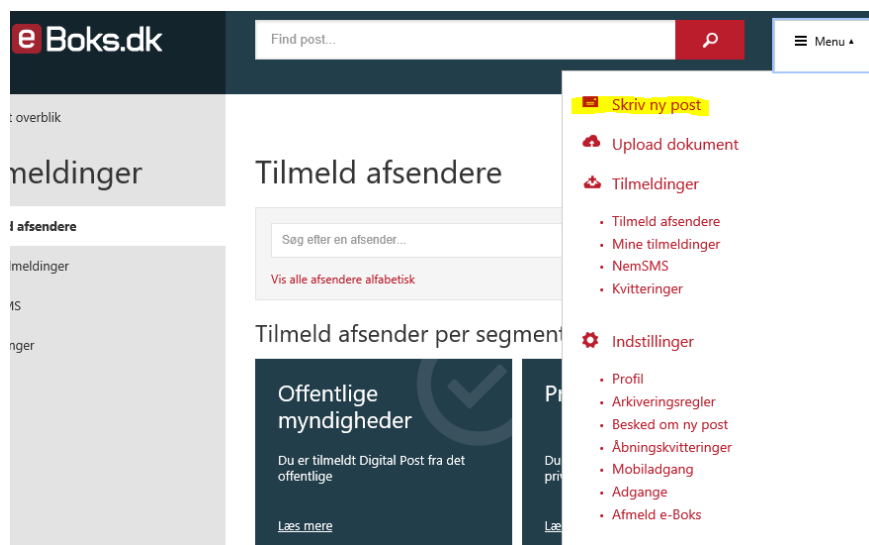 e Boks.dk
Find post...
Menu
t overblik
meldinger
d afsendere
lmeldinger
MS
nger
Tilmeld afsendere
Søg efter en afsender...
Vis alle afsendere alfabetisk
Tilmeld afsender per segment
Offentlige
myndigheder
Du er tilmeldt Digital Post fra det
offentlige
Læs mere
Pr
Du
priv
Læ
Skriv ny post
Upload dokument
Tilmeldinger
Tilmeld afsendere
Mine tilmeldinger
NemSMS
Kvitteringer
Indstillinger
Profil
Arkiveringsregler
Besked om ny post
Åbningskvitteringer
Mobiladgang
Adgange
Afmeld e-Boks